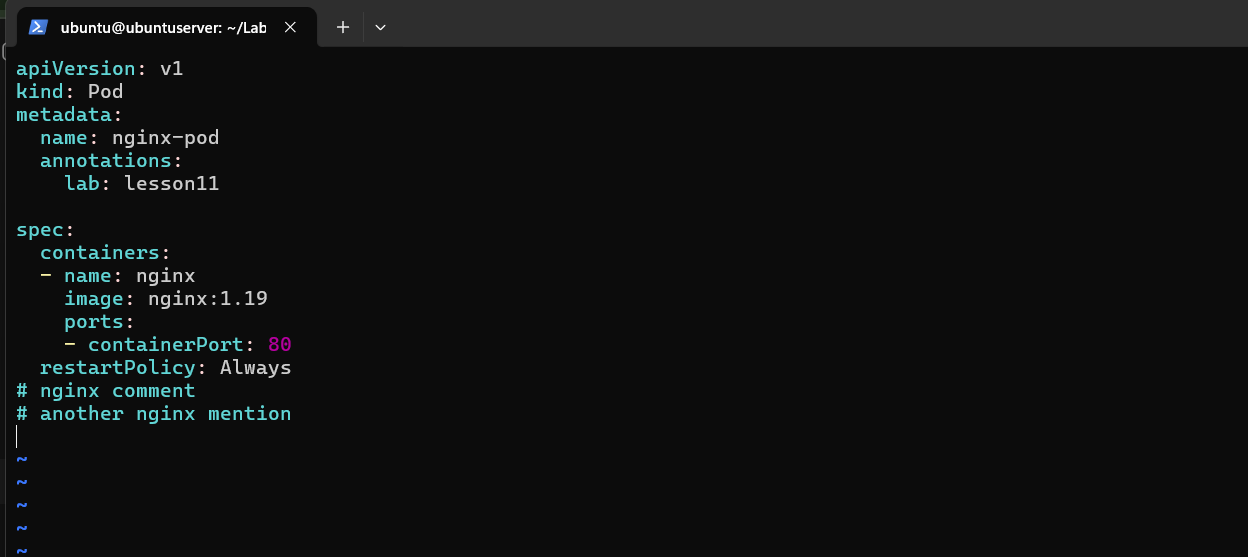 ubuntu@ubuntuserver: ~/Lab
apiVersion: v1
kind: Pod
metadata:
  name: nginx-pod
  annotations:
    lab: lesson11

spec:
  containers:
  - name: nginx
    image: nginx:1.19
    ports:
    - containerPort: 80
  restartPolicy: Always
# nginx comment
# another nginx mention

~
~
~
~
~